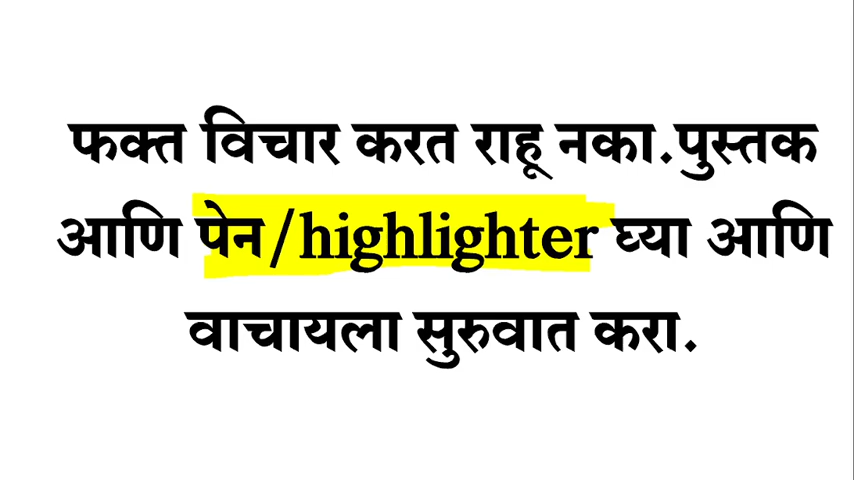 फक्त विचार करत राहू नका.पुस्तक
आणि पेन/highlighter घ्या आणि
वाचायला सुरुवात करा.